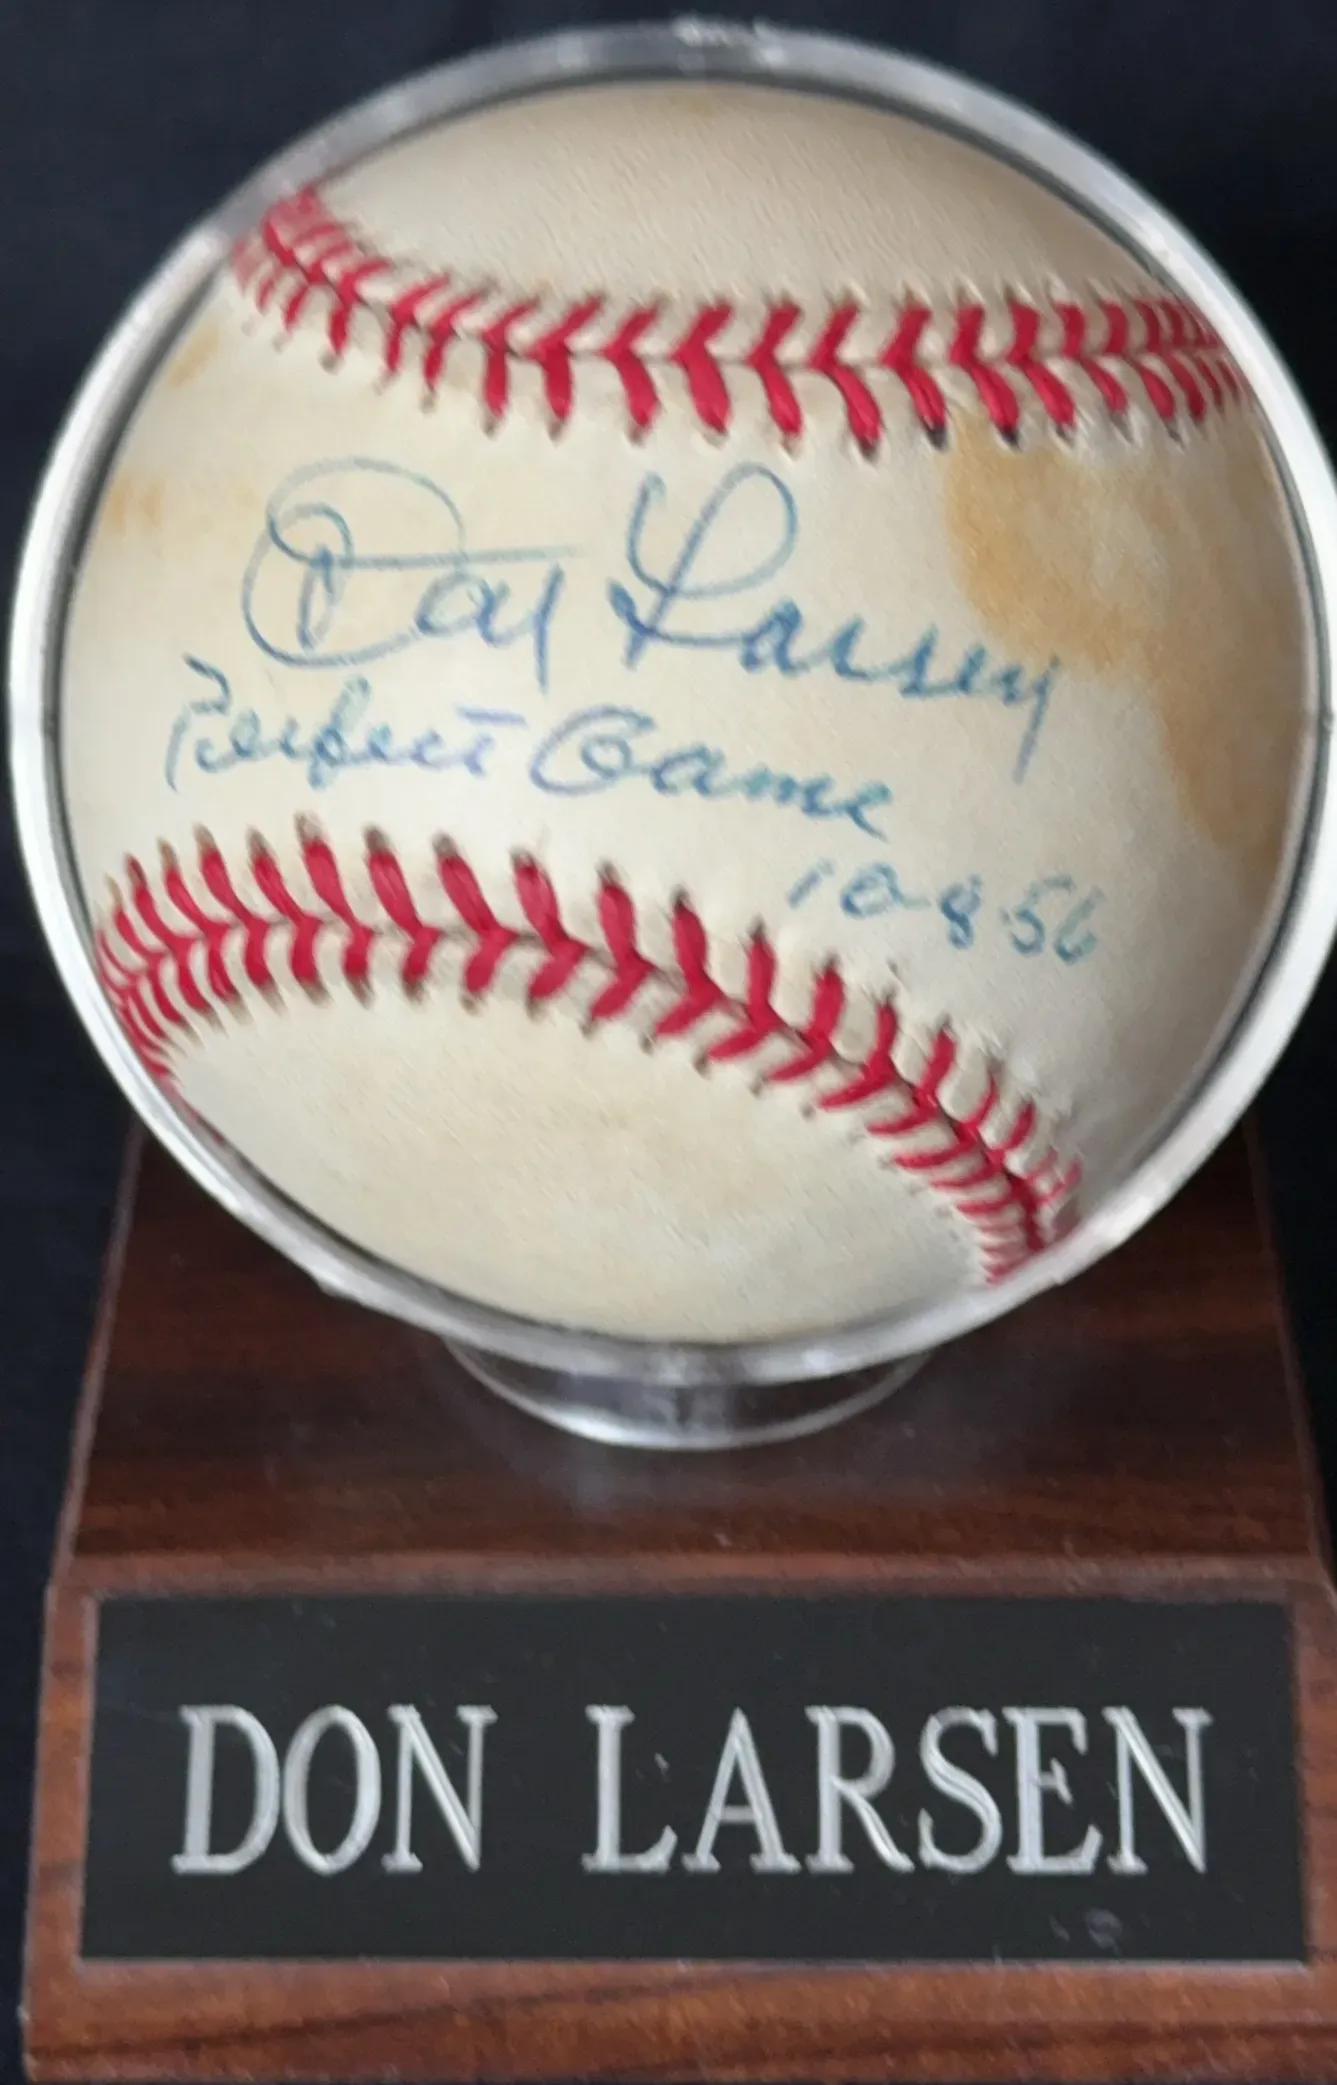 Don Larsen
Perfect Game
10-8-56
DON LARSEN